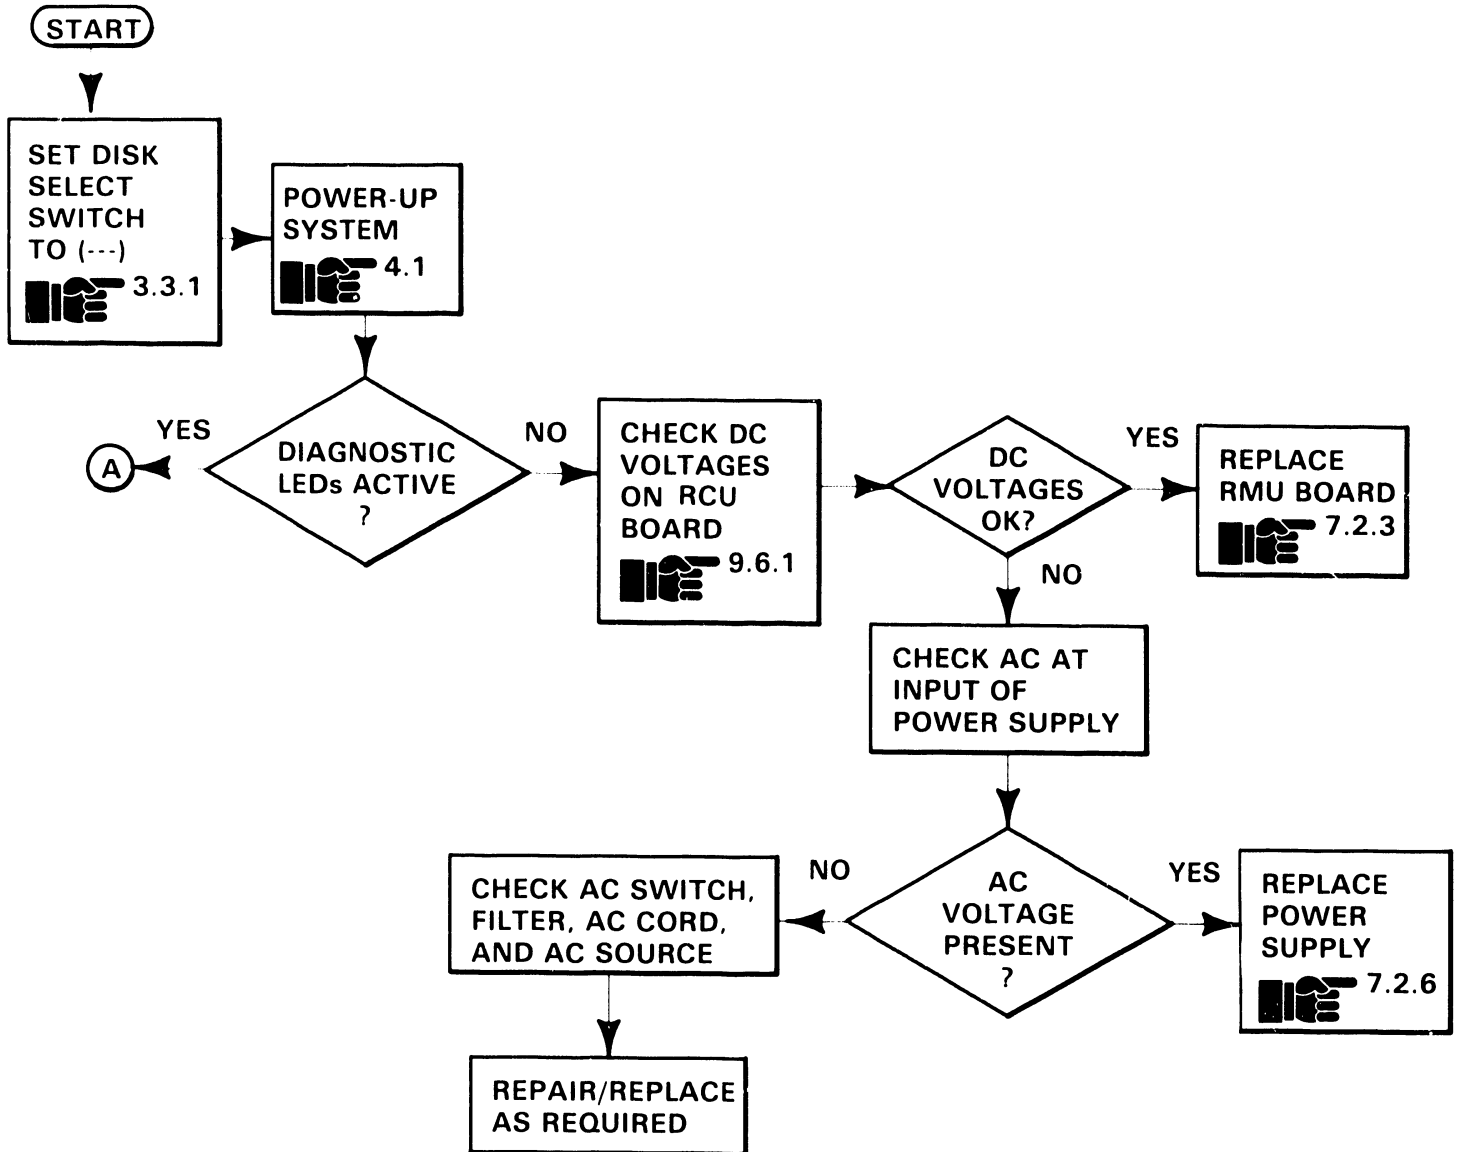 START
SET DISK
SELECT
SWITCH
TO (---)
3.3.1
POWER-UP
SYSTEM
4.1
DIAGNOSTIC
LEDs ACTIVE
?
YES
A
NO
CHECK DC
VOLTAGES
ON RCU
BOARD
9.6.1
DC
VOLTAGES
OK?
YES
REPLACE
RMU BOARD
7.2.3
NO
CHECK AC AT
INPUT OF
POWER SUPPLY
AC
VOLTAGE
PRESENT
?
YES
REPLACE
POWER
SUPPLY
7.2.6
NO
CHECK AC SWITCH,
FILTER, AC CORD,
AND AC SOURCE
REPAIR/REPLACE
AS REQUIRED